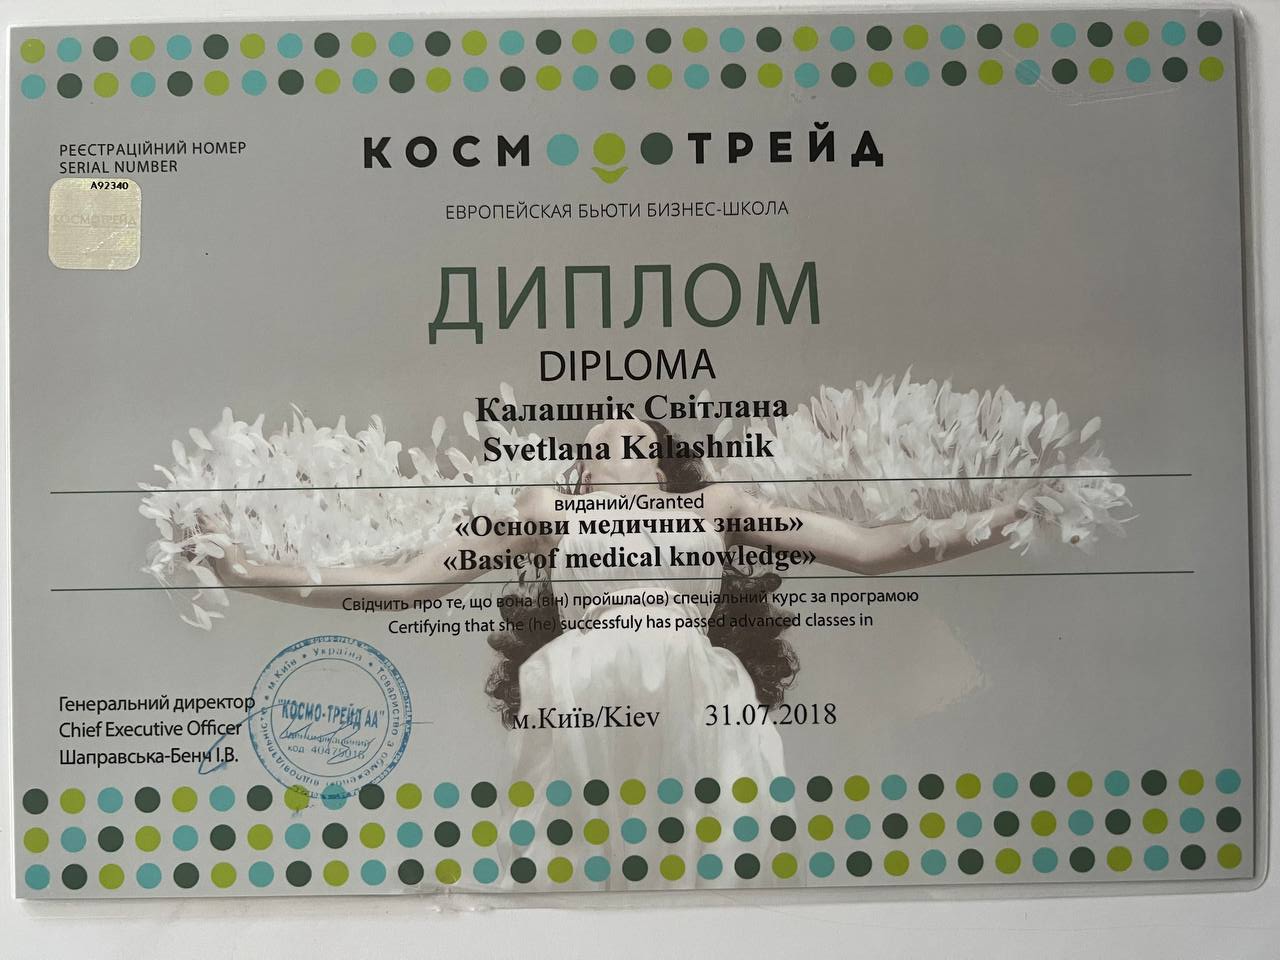 РЕЄСТРАЦІЙНИЙ НОМЕР
SERIAL NUMBER
A92340
КОСМОТРЕЙД
КОСМОТРЕЙД
ЕВРОПЕЙСКАЯ БЬЮТИ БИЗНЕС-ШКОЛА
ДИПЛОМ
DIPLOMA
Калашнік Світлана
Svetlana Kalashnik
виданий/Granted
«Основи медичних знань»
«Basic of medical knowledge»
Свідчить про те, що вона (він) пройшла(ов) спеціальний курс за програмою
Certifying that she (he) successfuly has passed advanced classes in
Генеральний директор
Chief Executive Officer
Шаправська-Бенч І.В.
м.Київ • Україна • Товариство з обмеженою відповідальністю
"КОСМО-ТРЕЙД АА"
Ідентифікаційний
код 40475016
м.Київ/Kiev 31.07.2018